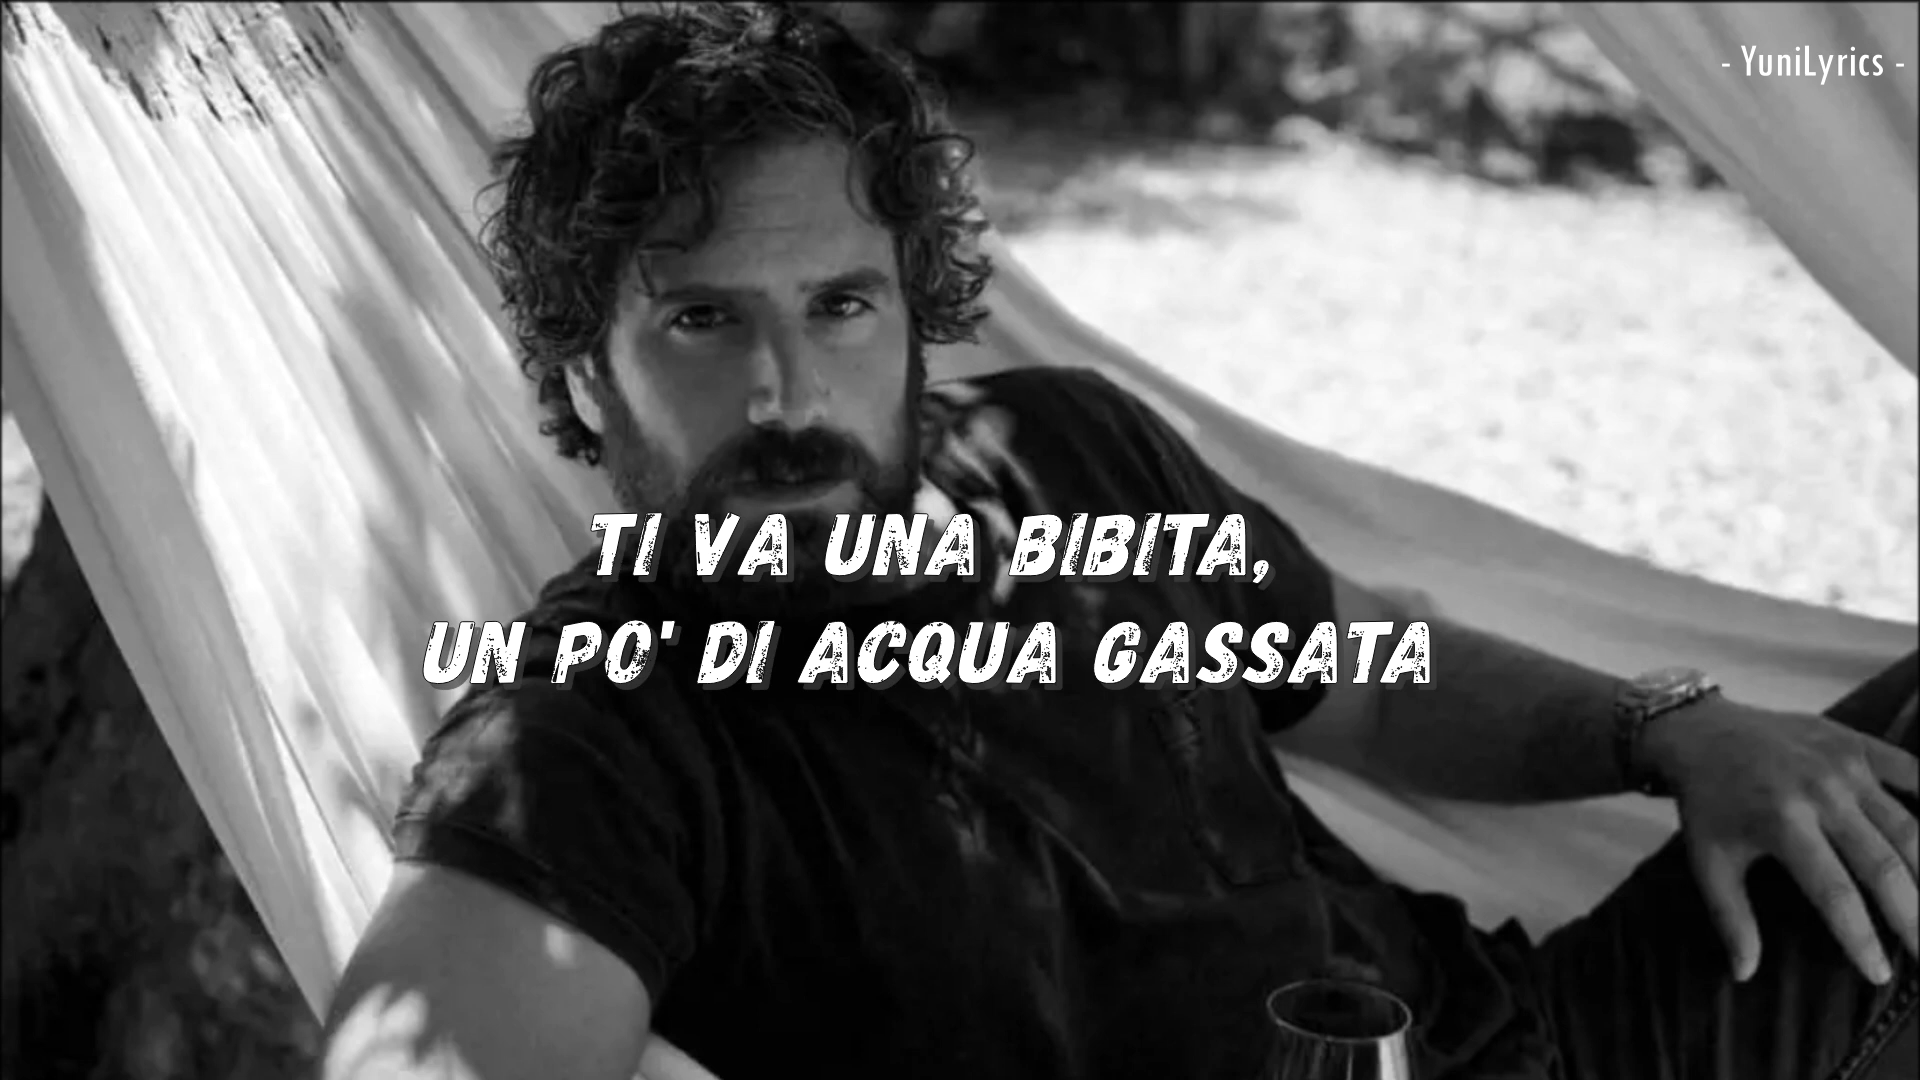 - YuniLyrics -
TI VA UNA BIBITA,
UN PO' DI ACQUA GASSATA